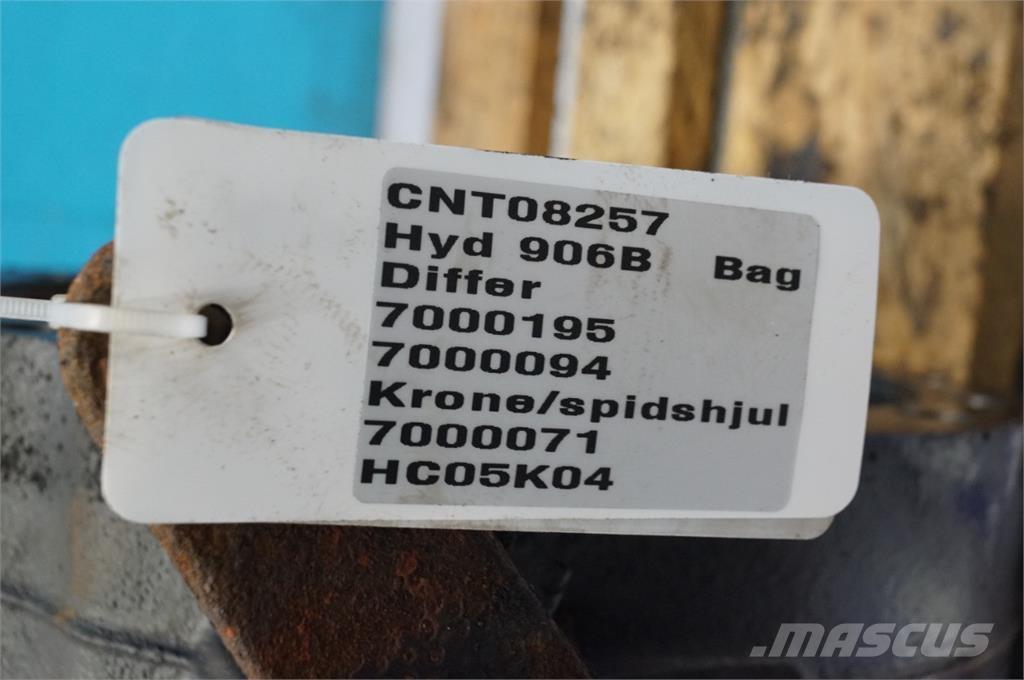 CNT08257
Hyd 906B Bag
Differ
7000195
7000094
Krone/spidshjul
7000071
HC05K04
MASCUS